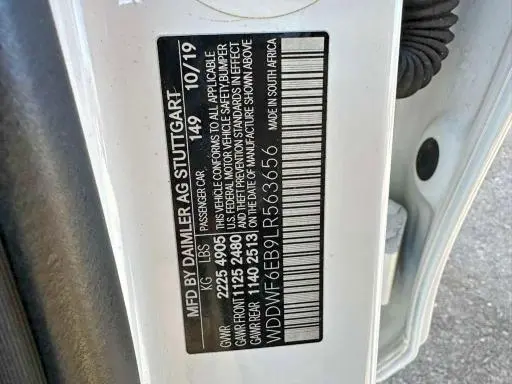 MFD BY DAIMLER AG STUTTGART
PASSENGER CAR 149 10/19
KG LBS
GVWR 2225 4905
GAWR FRONT 1125 2480
GAWR REAR 1140 2513
THIS VEHICLE CONFORMS TO ALL APPLICABLE
U.S. FEDERAL MOTOR VEHICLE SAFETY, BUMPER
AND THEFT PREVENTION STANDARDS IN EFFECT
ON THE DATE OF MANUFACTURE SHOWN ABOVE
WDDWF6EB9LR563656 MADE IN SOUTH AFRICA